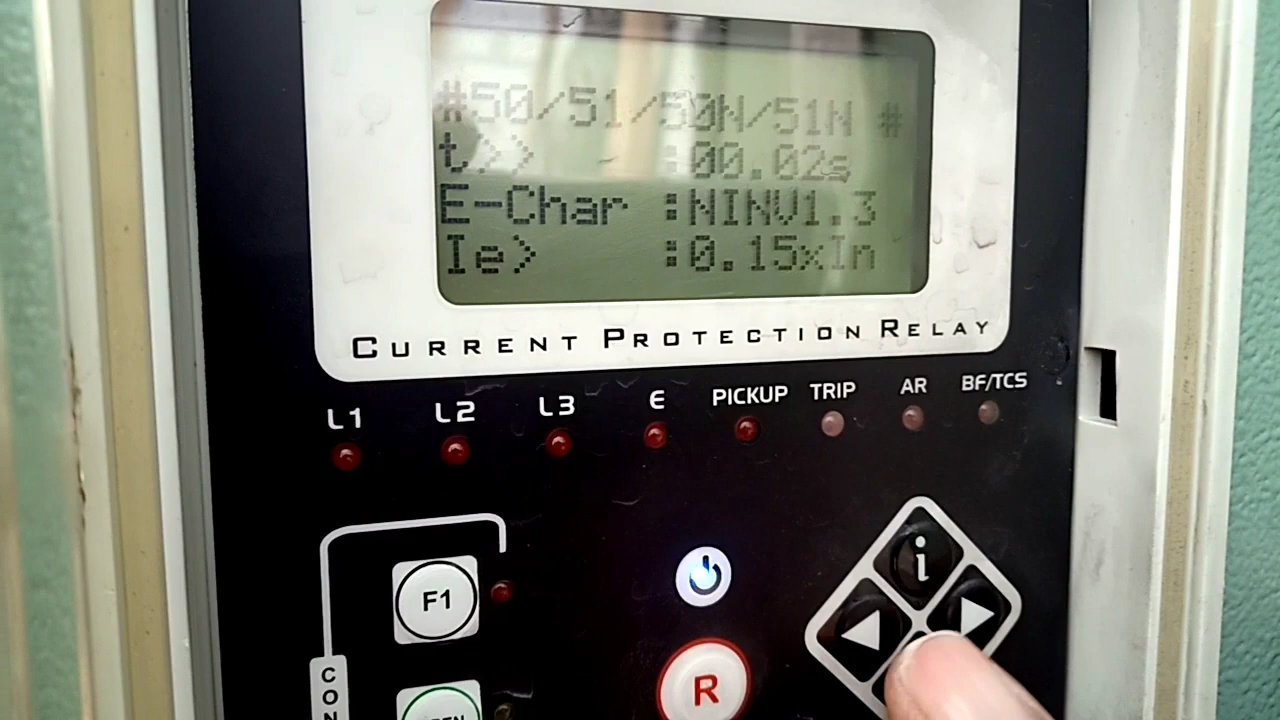 #50/51/50N/51N #
t>> :00.02s
E-Char :NINV1.3
Ie> :0.15xIn
CURRENT PROTECTION RELAY
L1 L2 L3 E PICKUP TRIP AR BF/TCS
i
F1
R
CON